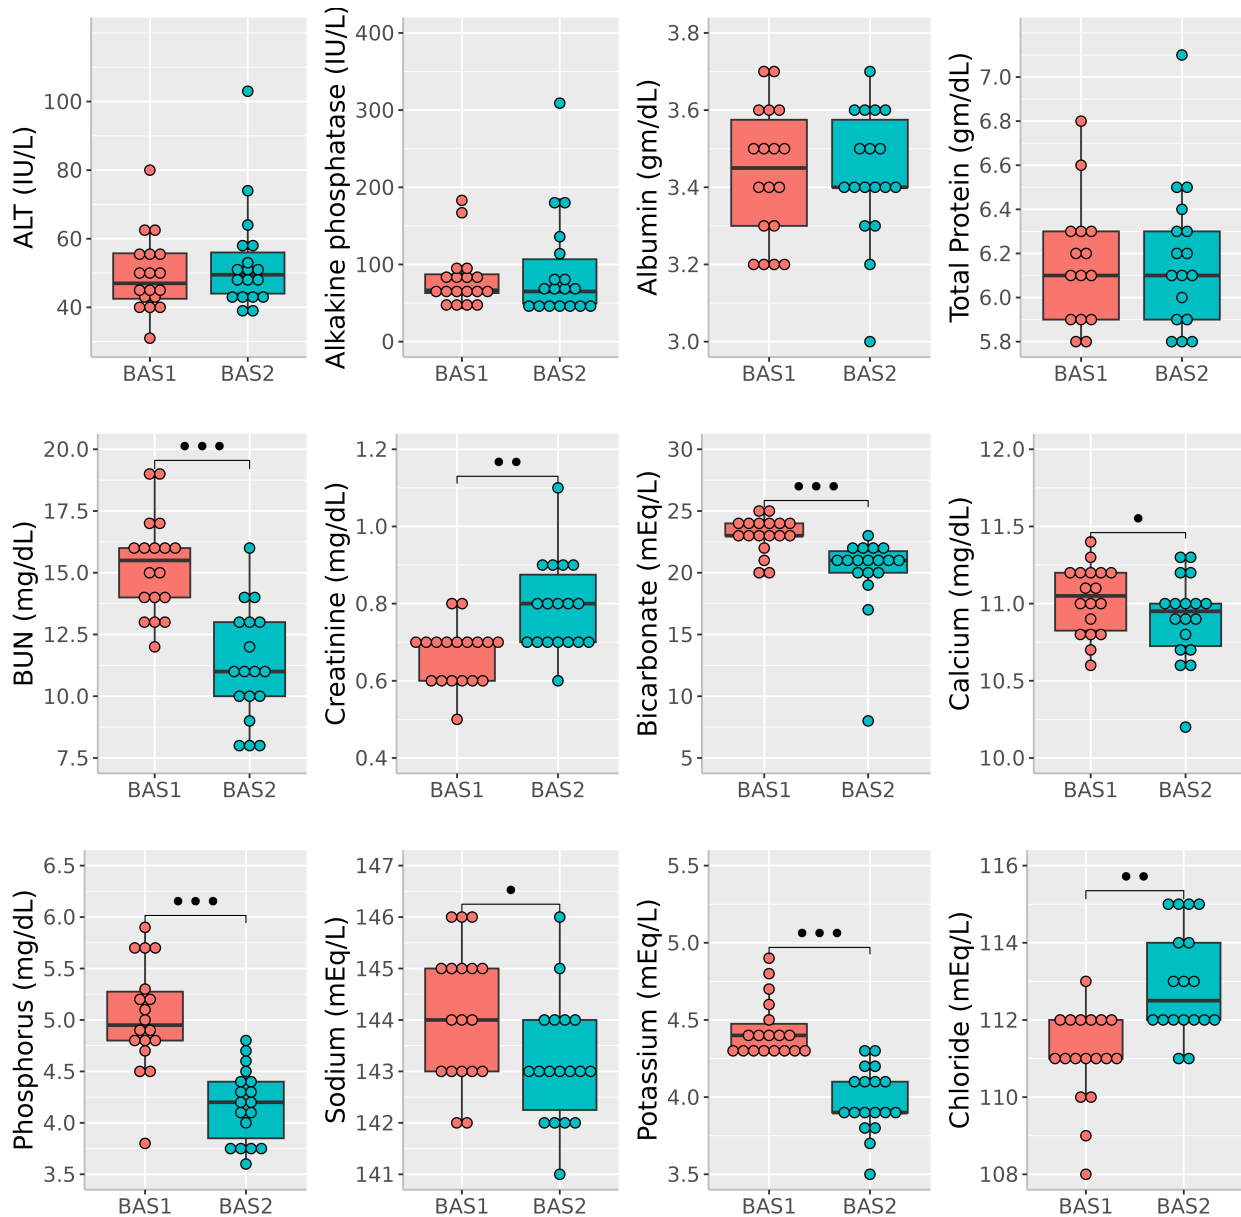 ALT (IU/L)
100
80
60
40
BAS1 BAS2
Alkakine phosphatase (IU/L)
400
300
200
100
0
BAS1 BAS2
Albumin (gm/dL)
3.8
3.6
3.4
3.2
3.0
BAS1 BAS2
Total Protein (gm/dL)
7.0
6.8
6.6
6.4
6.2
6.0
5.8
BAS1 BAS2
BUN (mg/dL)
20.0
17.5
15.0
12.5
10.0
7.5
BAS1 BAS2
Creatinine (mg/dL)
1.2
1.0
0.8
0.6
0.4
BAS1 BAS2
Bicarbonate (mEq/L)
30
25
20
15
10
5
BAS1 BAS2
Calcium (mg/dL)
12.0
11.5
11.0
10.5
10.0
BAS1 BAS2
Phosphorus (mg/dL)
6.5
6.0
5.5
5.0
4.5
4.0
3.5
BAS1 BAS2
Sodium (mEq/L)
147
146
145
144
143
142
141
BAS1 BAS2
Potassium (mEq/L)
5.5
5.0
4.5
4.0
3.5
BAS1 BAS2
Chloride (mEq/L)
116
114
112
110
108
BAS1 BAS2